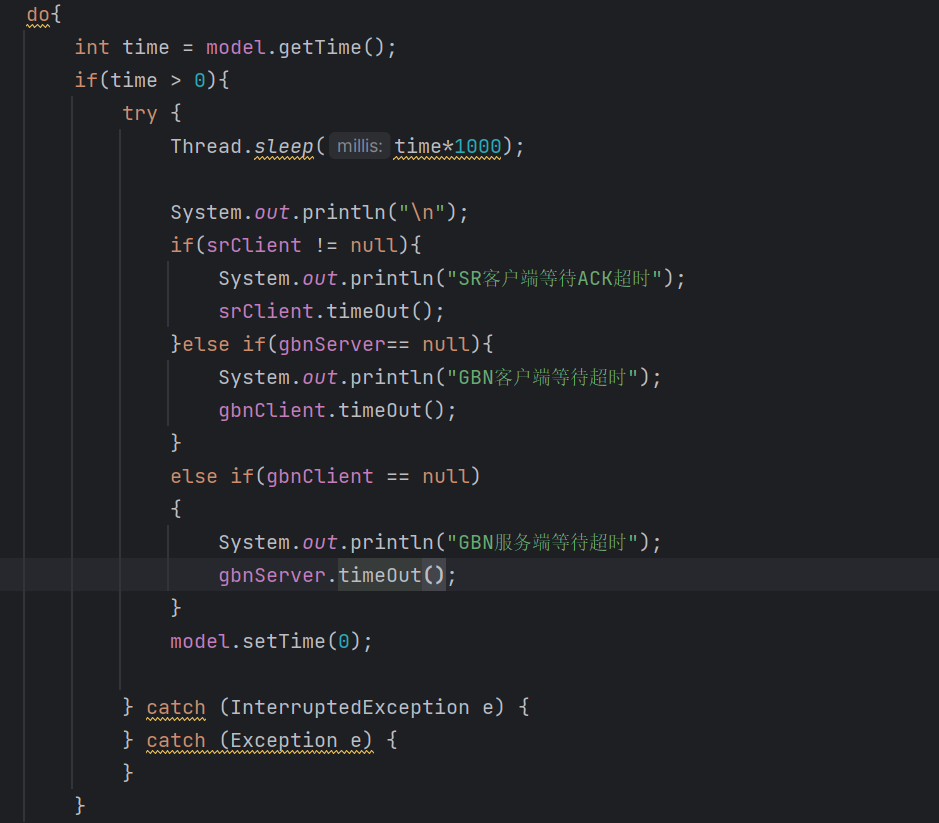 do{
int time = model.getTime();
if(time > 0){
try {
Thread.sleep( millis: time*1000);
System.out.println("\n");
if(srClient != null){
System.out.println("SR客户端等待ACK超时");
srClient.timeOut();
}else if(gbnServer== null){
System.out.println("GBN客户端等待超时");
gbnClient.timeOut();
}
else if(gbnClient == null)
{
System.out.println("GBN服务端等待超时");
gbnServer.timeOut();
}
model.setTime(0);
} catch (InterruptedException e) {
} catch (Exception e) {
}
}